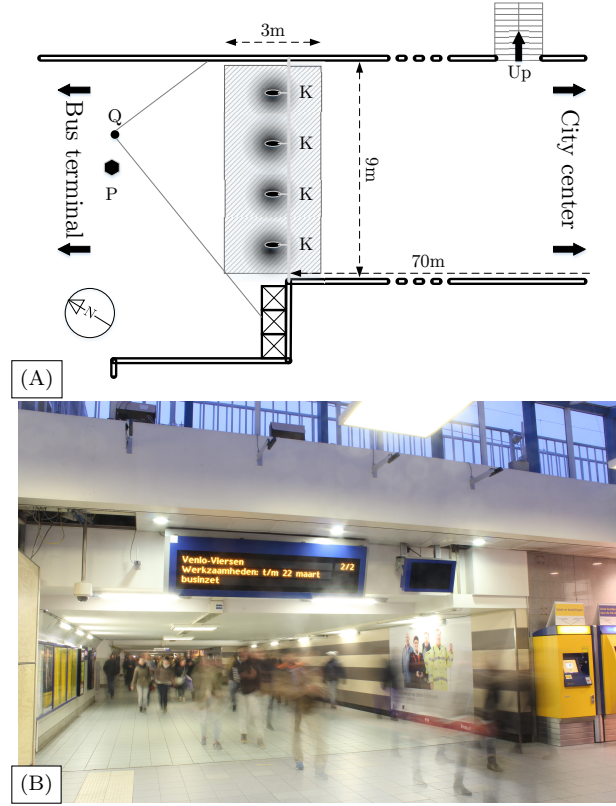 3m
Up
K
Q
Bus terminal
K
9m
City center
P
K
K
70m
N
(A)
Venlo-Viersen 2/2
Werkzaamheden: t/m 22 maart
businzet
(B)